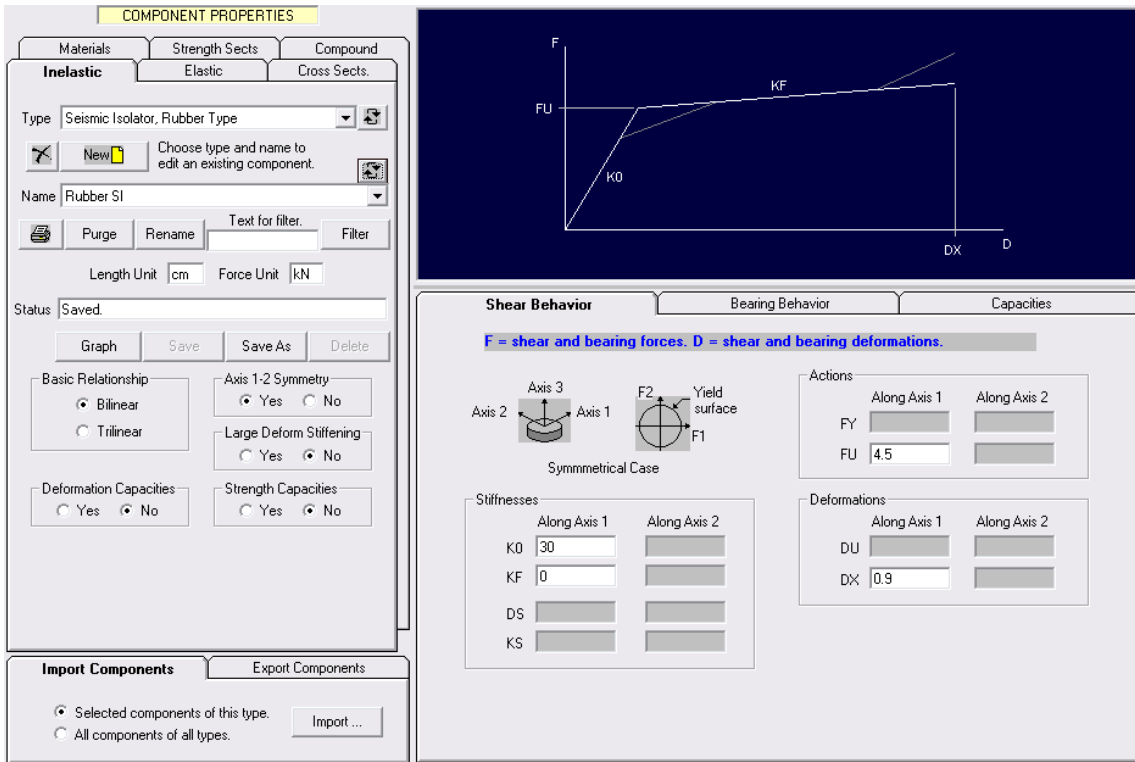 COMPONENT PROPERTIES
Materials Strength Sects Compound
Inelastic Elastic Cross Sects.
Type Seismic Isolator, Rubber Type
New Choose type and name to
edit an existing component.
Name Rubber SI
Purge Rename Text for filter. Filter
Length Unit cm Force Unit kN
Status Saved.
Graph Save Save As Delete
Basic Relationship
Bilinear
Trilinear
Axis 1-2 Symmetry
Yes No
Large Deform Stiffening
Yes No
Deformation Capacities
Yes No
Strength Capacities
Yes No
Import Components Export Components
Selected components of this type.
All components of all types.
Import ...
F
FU
KF
K0
DX
D
Shear Behavior Bearing Behavior Capacities
F = shear and bearing forces. D = shear and bearing deformations.
Axis 3
Axis 2 Axis 1
F2 Yield
surface
F1
Symmmetrical Case
Stiffnesses
Along Axis 1 Along Axis 2
K0 30
KF 0
DS
KS
Actions
Along Axis 1 Along Axis 2
FY
FU 4.5
Deformations
Along Axis 1 Along Axis 2
DU
DX 0.9